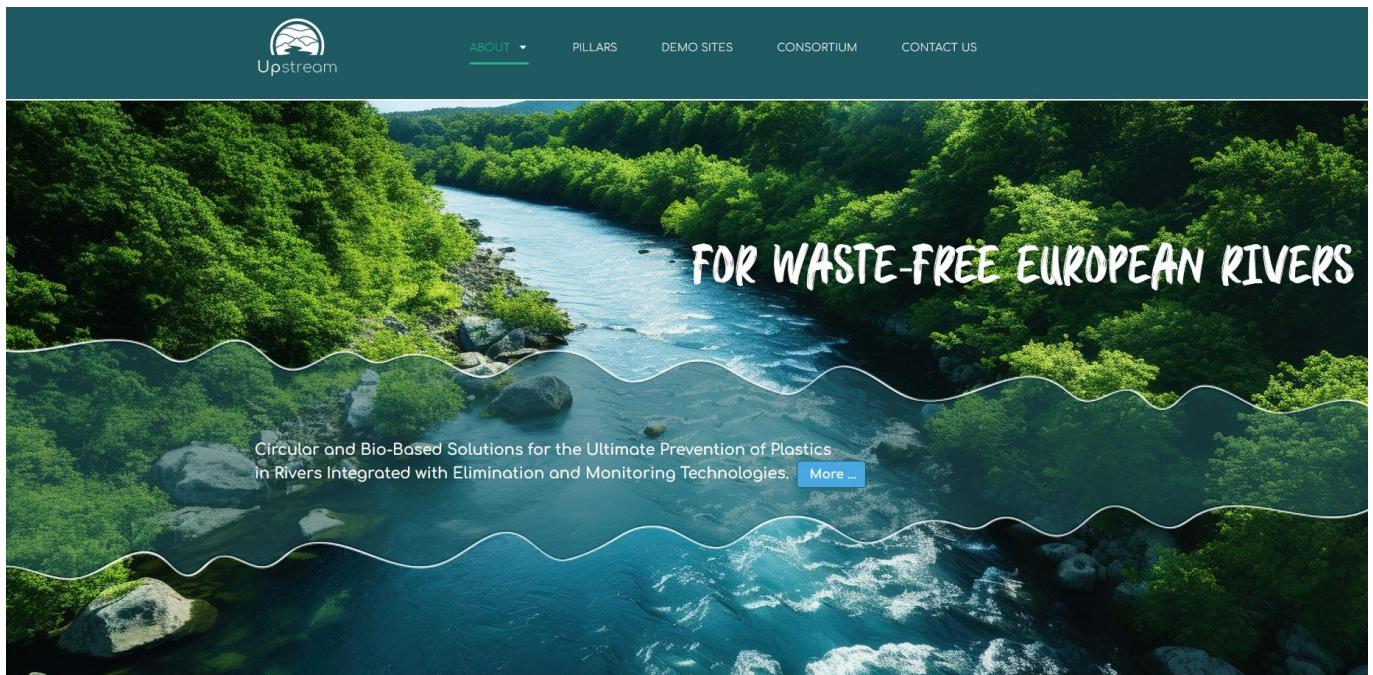 Upstream
ABOUT
PILLARS
DEMO SITES
CONSORTIUM
CONTACT US
FOR WASTE-FREE EUROPEAN RIVERS
Circular and Bio-Based Solutions for the Ultimate Prevention of Plastics
in Rivers Integrated with Elimination and Monitoring Technologies.
More ...